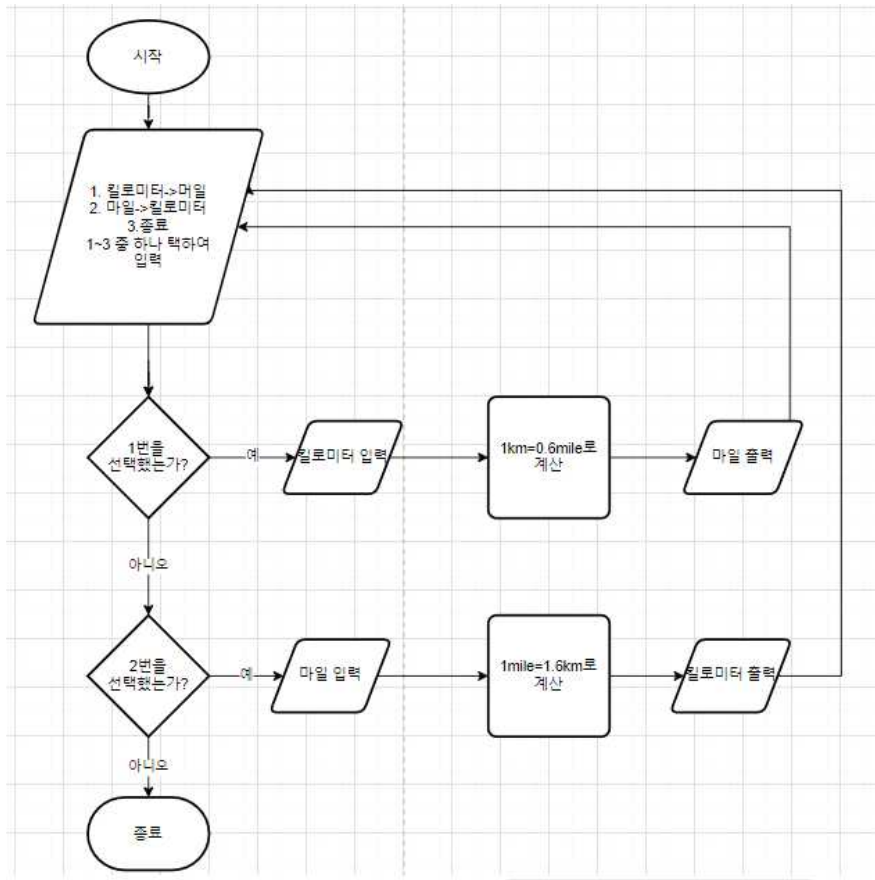 시작
1. 킬로미터->머일
2. 마일->킬로미터
3.종료
1~3 중 하나 택하여
입력
1번을
선택했는가?
예
킬로미터 입력
1km=0.6mile로
계산
마일 출력
아니오
2번을
선택했는가?
예
마일 입력
1mile=1.6km로
계산
킬로미터 출력
아니오
종료